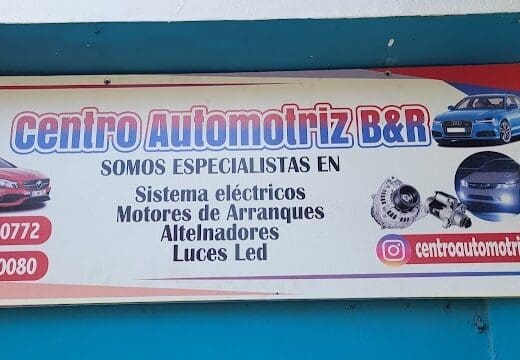 Centro Automotriz B&R
SOMOS ESPECIALISTAS EN
Sistema eléctricos
Motores de Arranques
Altelnadores
Luces Led
0772
0080
centroautomotri